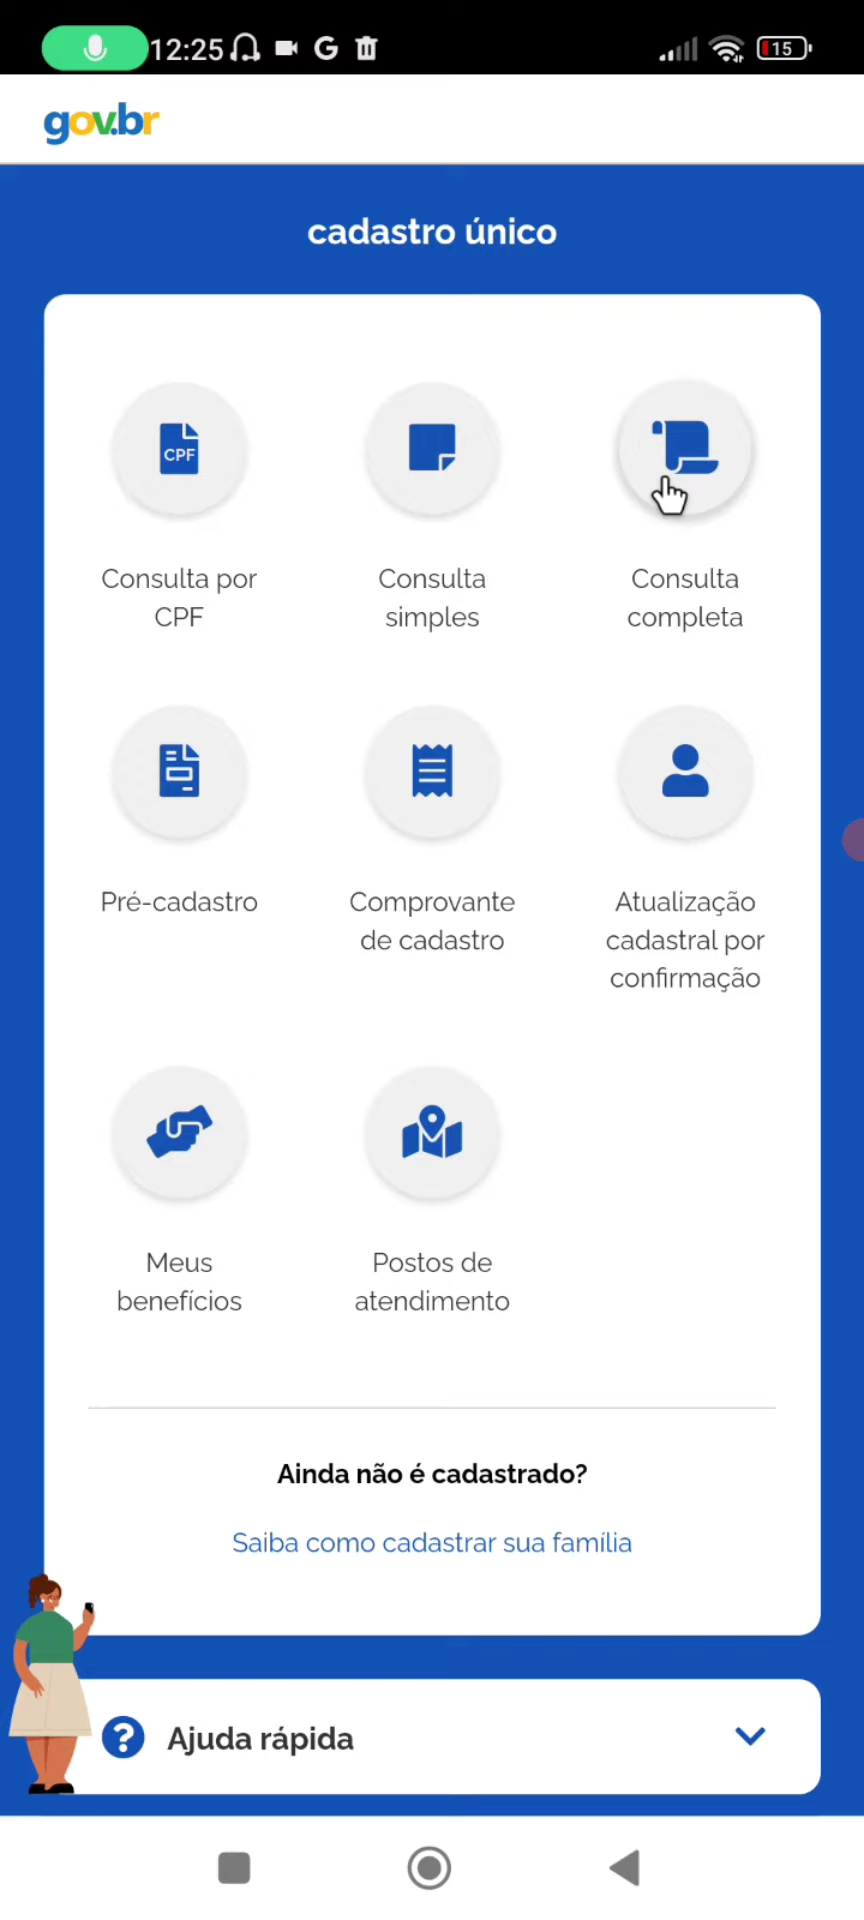 12:25
15
gov.br
cadastro único
CPF
Consulta por
CPF
Consulta
simples
Consulta
completa
Pré-cadastro
Comprovante
de cadastro
Atualização
cadastral por
confirmação
Meus
benefícios
Postos de
atendimento
Ainda não é cadastrado?
Saiba como cadastrar sua família
? Ajuda rápida